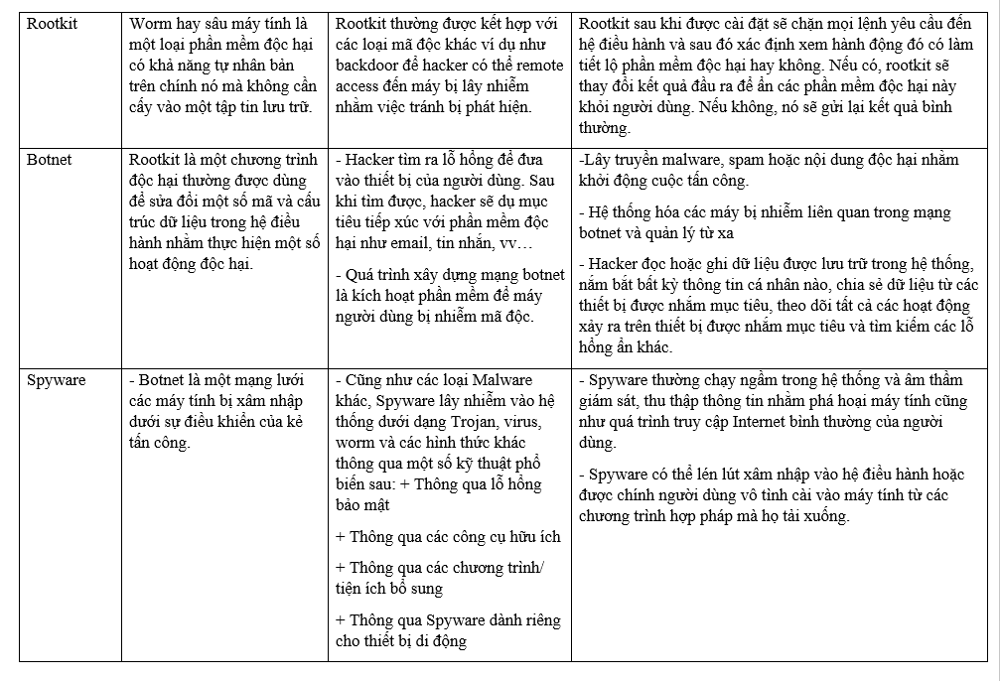 Rootkit
Worm hay sâu máy tính là
một loại phần mềm độc hại
có khả năng tự nhân bản
trên chính nó mà không cần
cấy vào một tập tin lưu trữ.
Rootkit thường được kết hợp với
các loại mã độc khác ví dụ như
backdoor để hacker có thể remote
access đến máy bị lây nhiễm
nhằm việc tránh bị phát hiện.
Rootkit sau khi được cài đặt sẽ chặn mọi lệnh yêu cầu đến
hệ điều hành và sau đó xác định xem hành động đó có làm
tiết lộ phần mềm độc hại hay không. Nếu có, rootkit sẽ
thay đổi kết quả đầu ra để ẩn các phần mềm độc hại này
khỏi người dùng. Nếu không, nó sẽ gửi lại kết quả bình
thường.
Botnet
Rootkit là một chương trình
độc hại thường được dùng
để sửa đổi một số mã và cấu
trúc dữ liệu trong hệ điều
hành nhằm thực hiện một số
hoạt động độc hại.
- Hacker tìm ra lỗ hổng để đưa
vào thiết bị của người dùng. Sau
khi tìm được, hacker sẽ dụ mục
tiêu tiếp xúc với phần mềm độc
hại như email, tin nhắn, vv…
- Quá trình xây dựng mạng botnet
là kích hoạt phần mềm để máy
người dùng bị nhiễm mã độc.
-Lây truyền malware, spam hoặc nội dung độc hại nhằm
khởi động cuộc tấn công.
- Hệ thống hóa các máy bị nhiễm liên quan trong mạng
botnet và quản lý từ xa
- Hacker đọc hoặc ghi dữ liệu được lưu trữ trong hệ thống,
nắm bắt bất kỳ thông tin cá nhân nào, chia sẻ dữ liệu từ các
thiết bị được nhắm mục tiêu, theo dõi tất cả các hoạt động
xảy ra trên thiết bị được nhắm mục tiêu và tìm kiếm các lỗ
hổng ẩn khác.
Spyware
- Botnet là một mạng lưới
các máy tính bị xâm nhập
dưới sự điều khiển của kẻ
tấn công.
- Cũng như các loại Malware
khác, Spyware lây nhiễm vào hệ
thống dưới dạng Trojan, virus,
worm và các hình thức khác
thông qua một số kỹ thuật phổ
biến sau: + Thông qua lỗ hổng
bảo mật
+ Thông qua các công cụ hữu ích
+ Thông qua các chương trình/
tiện ích bổ sung
+ Thông qua Spyware dành riêng
cho thiết bị di động
- Spyware thường chạy ngầm trong hệ thống và âm thầm
giám sát, thu thập thông tin nhằm phá hoại máy tính cũng
như quá trình truy cập Internet bình thường của người
dùng.
- Spyware có thể lén lút xâm nhập vào hệ điều hành hoặc
được chính người dùng vô tình cài vào máy tính từ các
chương trình hợp pháp mà họ tải xuống.